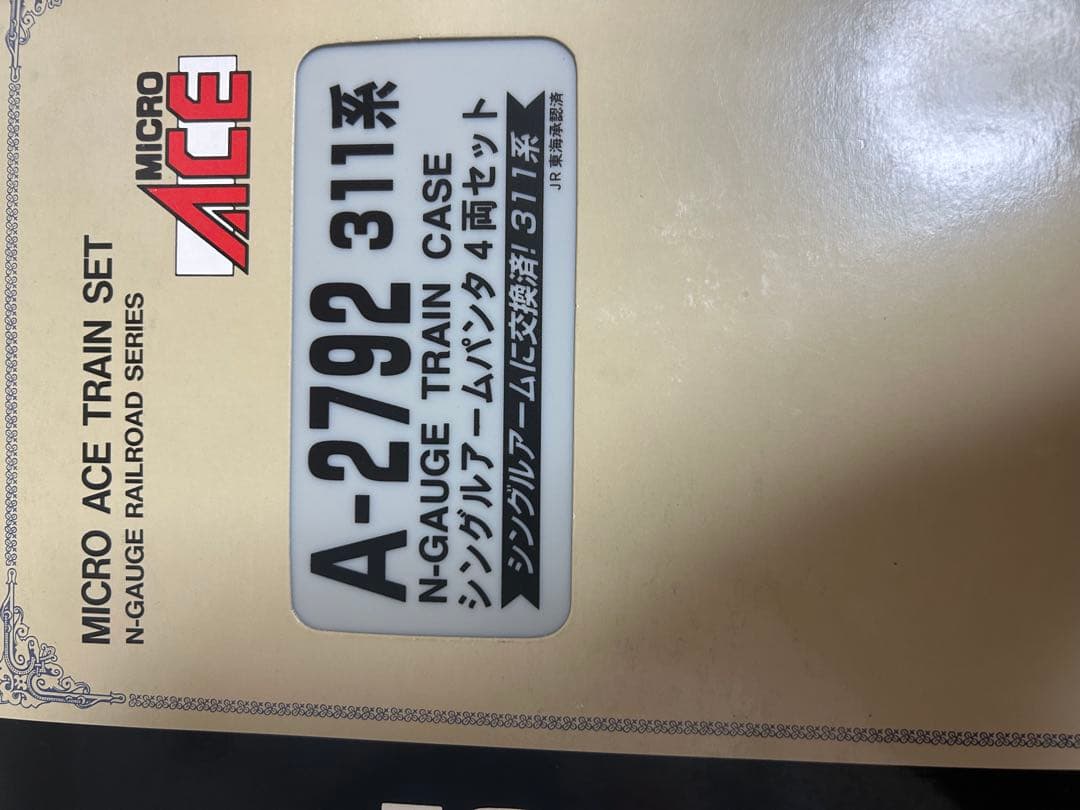 MICRO ACE TRAIN SET
N-GAUGE RAILROAD SERIES
MICRO
ACE
A-2792 311系
N-GAUGE TRAIN CASE
シングルアームパンタ4両セット
シングルアームに交換済!311系
JR東海承認済